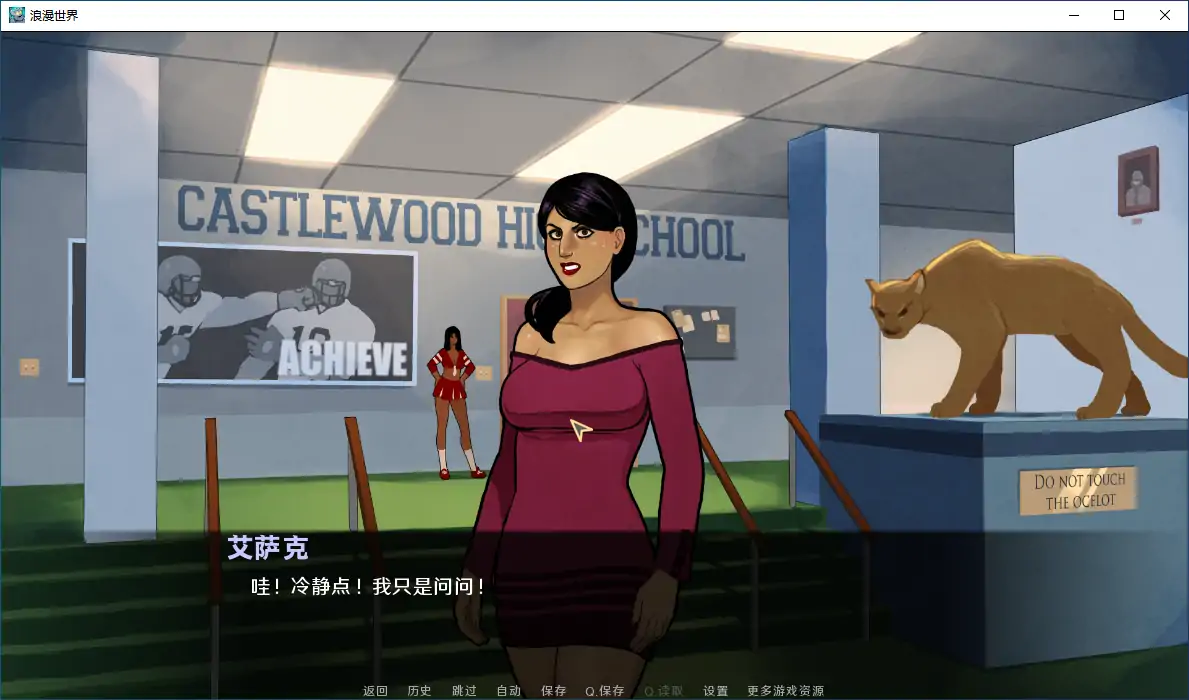 浪漫世界
CASTLEWOOD HI
CHOOL
ACHIEVE
DO NOT TOUCH
THE OCELOT
艾萨克
哇！冷静点！我只是问问！
返回 历史 跳过 自动 保存 Q.保存 Q.读取 设置 更多游戏资源